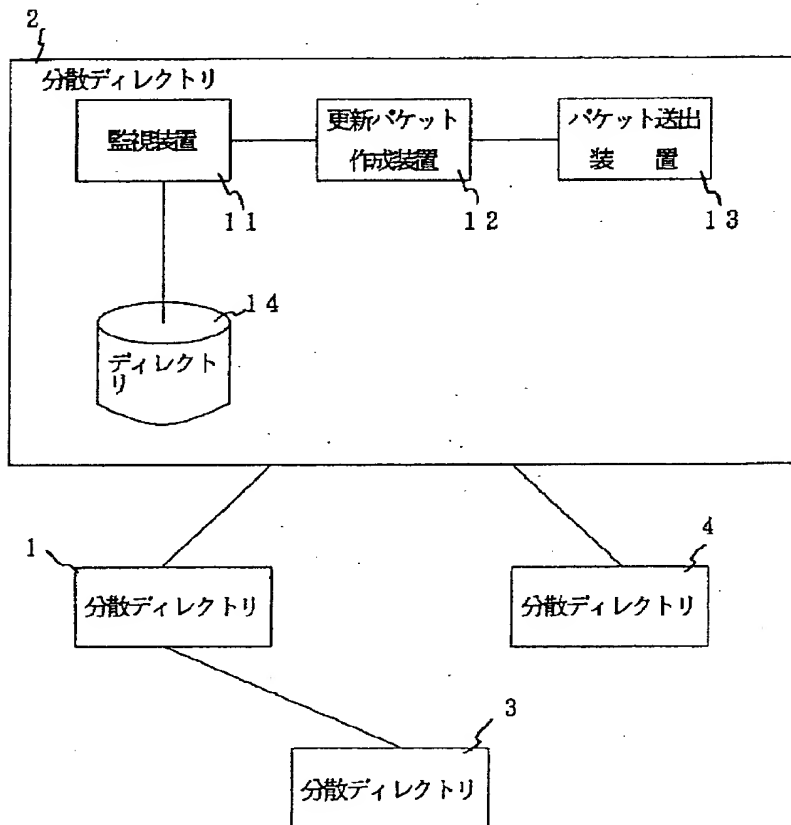 2
分散ディレクトリ
監視装置
更新パケット
作成装置
パケット送出
装　置
11
12
13
14
ディレクト
リ
1
4
分散ディレクトリ
分散ディレクトリ
3
分散ディレクトリ